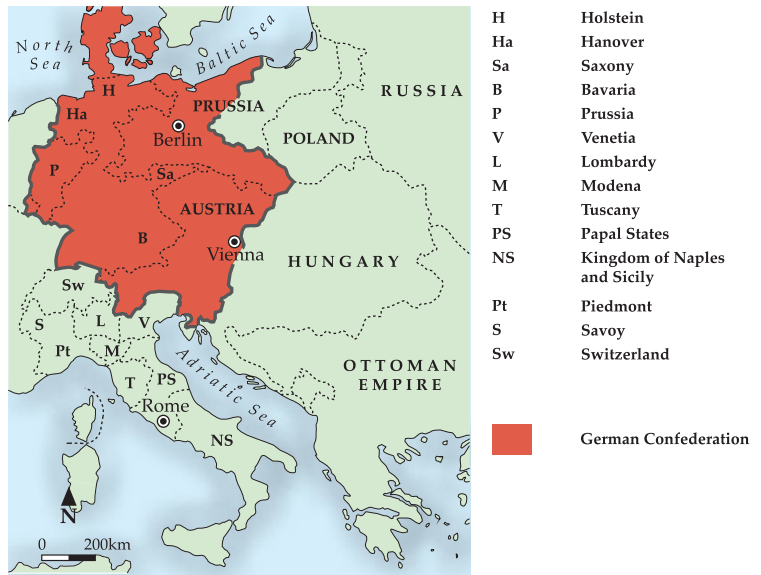 North
Sea
Baltic Sea
H
Ha
PRUSSIA
Berlin
RUSSIA
POLAND
P
Sa
AUSTRIA
B
Vienna
HUNGARY
Sw
S
L
V
Pt
M
T
PS
Adriatic Sea
OTTOMAN
EMPIRE
Rome
NS
N
0 200km
H Holstein
Ha Hanover
Sa Saxony
B Bavaria
P Prussia
V Venetia
L Lombardy
M Modena
T Tuscany
PS Papal States
NS Kingdom of Naples
and Sicily
Pt Piedmont
S Savoy
Sw Switzerland
German Confederation